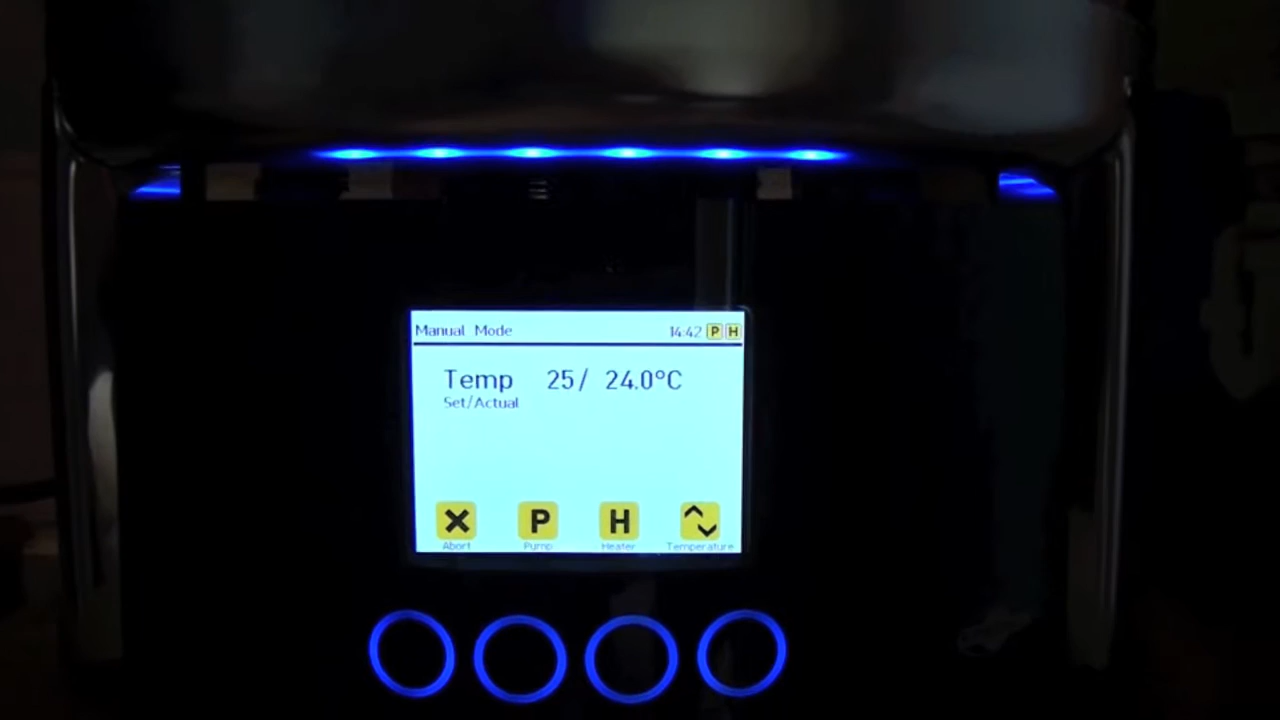 Manual Mode 14:42 P H
Temp 25/ 24.0°C
Set/Actual
P H
Abort Pump Heater Temperature